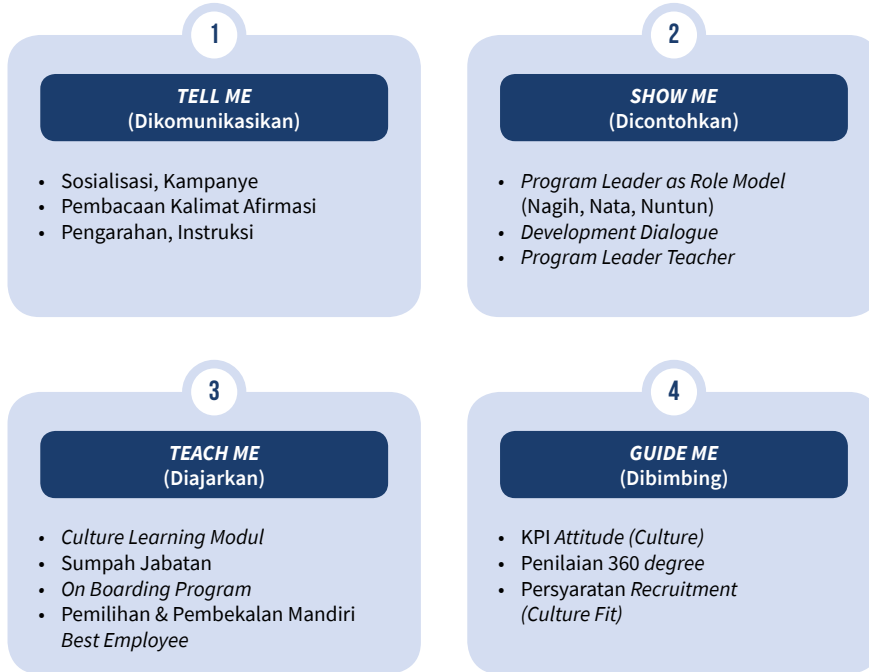 1
TELL ME
(Dikomunikasikan)
• Sosialisasi, Kampanye
• Pembacaan Kalimat Afirmasi
• Pengarahan, Instruksi
2
SHOW ME
(Dicontohkan)
• Program Leader as Role Model
(Nagih, Nata, Nuntun)
• Development Dialogue
• Program Leader Teacher
3
TEACH ME
(Diajarkan)
• Culture Learning Modul
• Sumpah Jabatan
• On Boarding Program
• Pemilihan & Pembekalan Mandiri
Best Employee
4
GUIDE ME
(Dibimbing)
• KPI Attitude (Culture)
• Penilaian 360 degree
• Persyaratan Recruitment
(Culture Fit)